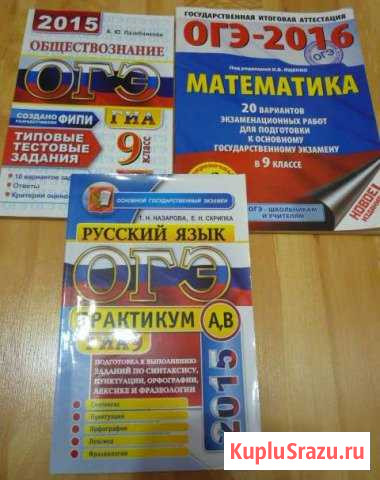 2015
А. Ю. Лазебникова
ОБЩЕСТВОЗНАНИЕ
ОГЭ
СОЗДАНО
РАЗРАБОТЧИКАМИ
ФИПИ
ГИА
ТИПОВЫЕ
ТЕСТОВЫЕ
ЗАДАНИЯ
9 класс
Ответы
ГОСУДАРСТВЕННАЯ ИТОГОВАЯ АТТЕСТАЦИЯ
ОГЭ-2016
ОГЭ
Под редакцией И.В. Ященко
МАТЕМАТИКА
20 ВАРИАНТОВ
ЭКЗАМЕНАЦИОННЫХ РАБОТ
ДЛЯ ПОДГОТОВКИ
К ОСНОВНОМУ
ГОСУДАРСТВЕННОМУ ЭКЗАМЕНУ
В 9 КЛАССЕ
НОВОЕ
ОГЭ - ШКОЛЬНИКАМ
И УЧИТЕЛЯМ
ОСНОВНОЙ ГОСУДАРСТВЕННЫЙ ЭКЗАМЕН
Т. Н. НАЗАРОВА, Е. Н. СКРИПКА
РУССКИЙ ЯЗЫК
ОГЭ
ПРАКТИКУМ
А,В
ПОДГОТОВКА К ВЫПОЛНЕНИЮ
ЗАДАНИЙ ПО СИНТАКСИСУ,
ПУНКТУАЦИИ, ОРФОГРАФИИ,
ЛЕКСИКЕ И ФРАЗЕОЛОГИИ
Синтаксис
Пунктуация
Орфография
Лексика
Фразеология
2015
KupluSrazu.ru